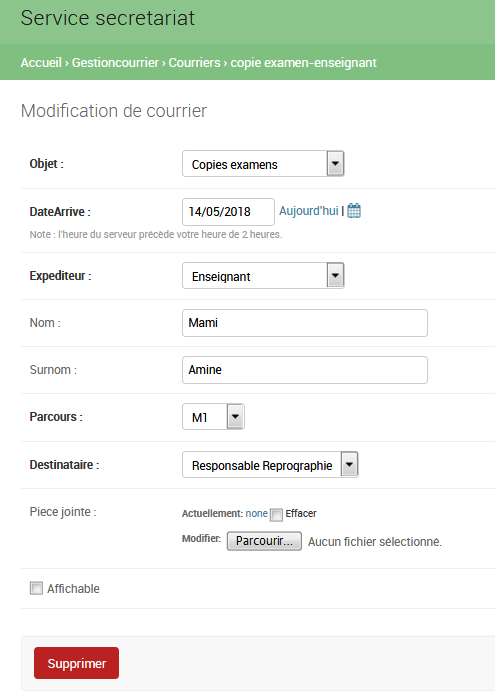 Service secretariat
Accueil › Gestioncourrier › Courriers › copie examen-enseignant
Modification de courrier
Objet : Copies examens
DateArrive : 14/05/2018 Aujourd'hui |
Note : l'heure du serveur précède votre heure de 2 heures.
Expediteur : Enseignant
Nom : Mami
Surnom : Amine
Parcours : M1
Destinataire : Responsable Reprographie
Piece jointe : Actuellement: none Effacer
Modifier: Parcourir... Aucun fichier sélectionné.
Affichable
Supprimer